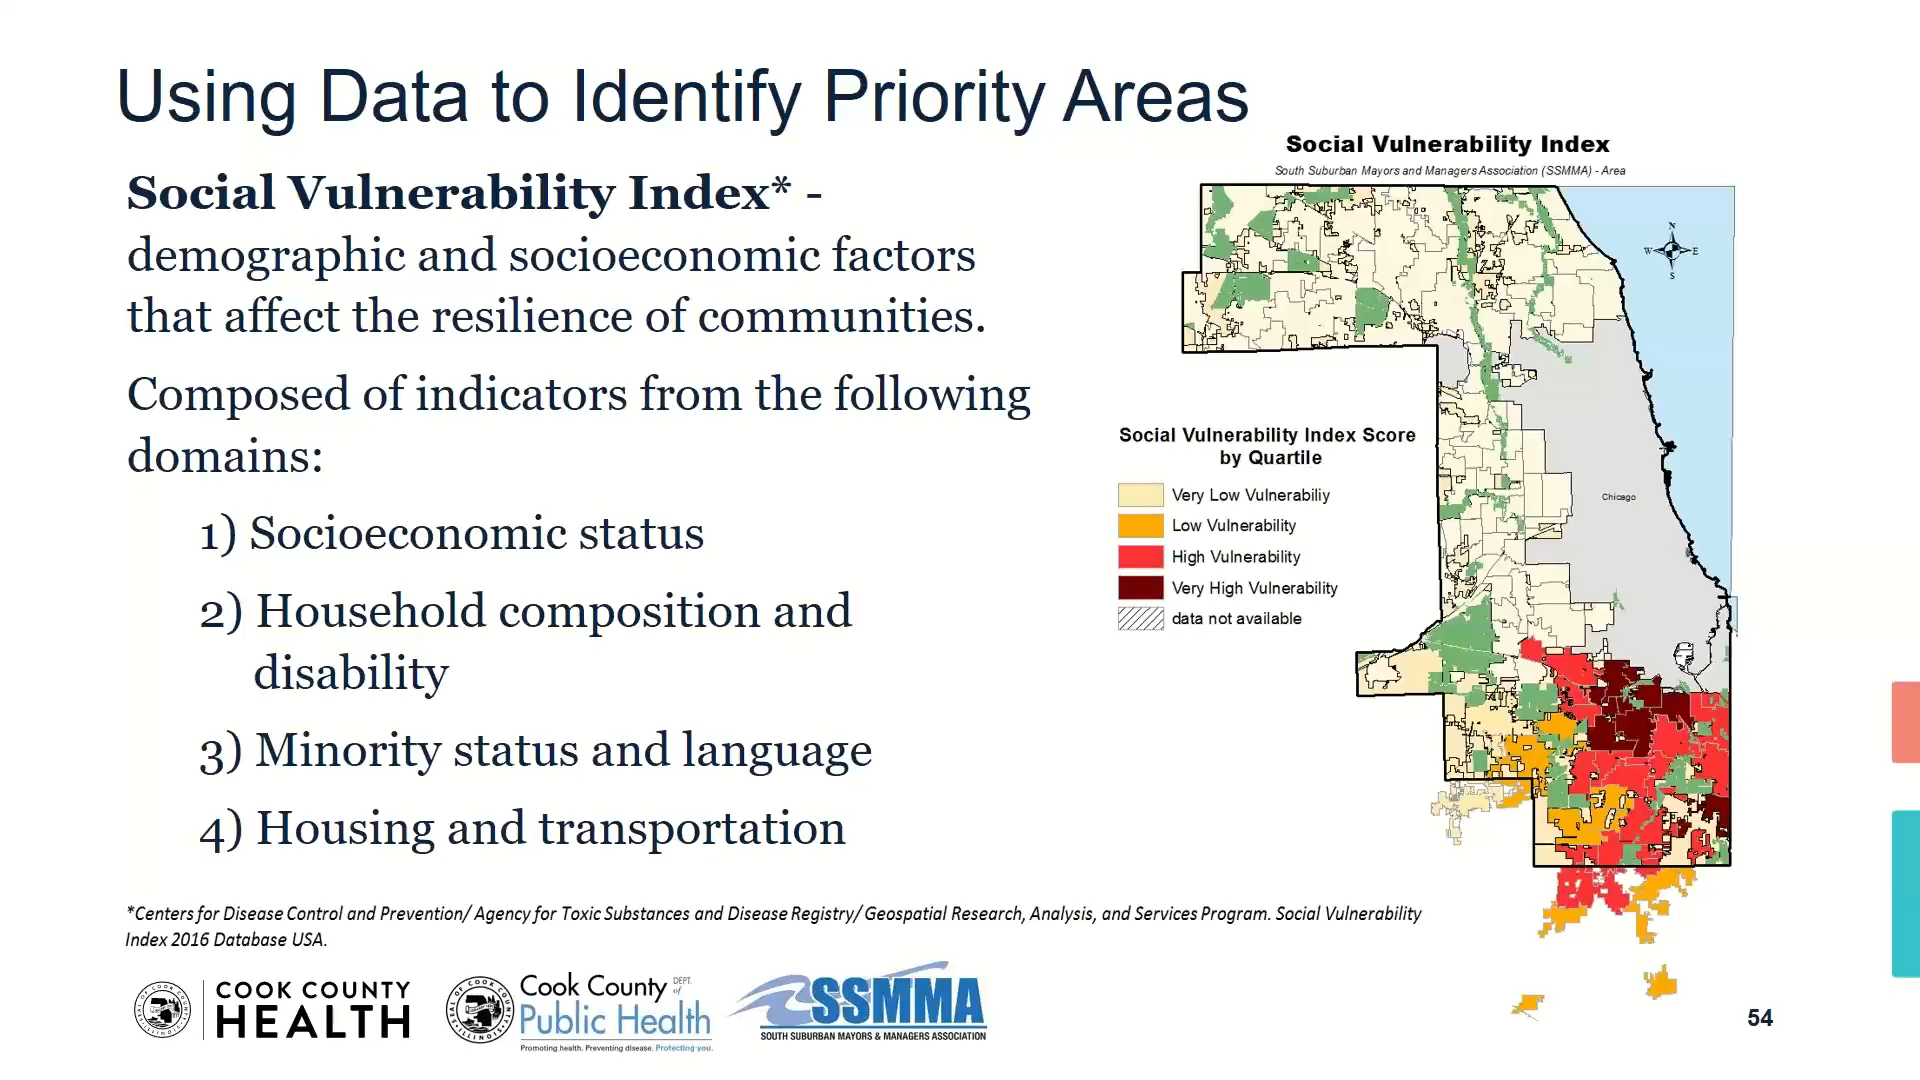 Using Data to Identify Priority Areas
Social Vulnerability Index* -
demographic and socioeconomic factors
that affect the resilience of communities.
Composed of indicators from the following
domains:
1) Socioeconomic status
2) Household composition and
disability
3) Minority status and language
4) Housing and transportation
Social Vulnerability Index
South Suburban Mayors and Managers Association (SSMMA) - Area
N
W E
S
Chicago
Social Vulnerability Index Score
by Quartile
Very Low Vulnerabiliy
Low Vulnerability
High Vulnerability
Very High Vulnerability
data not available
*Centers for Disease Control and Prevention/ Agency for Toxic Substances and Disease Registry/ Geospatial Research, Analysis, and Services Program. Social Vulnerability
Index 2016 Database USA.
COOK COUNTY
HEALTH
Cook County DEPT. of
Public Health
Promoting health. Preventing disease. Protecting you.
SSMMA
SOUTH SUBURBAN MAYORS & MANAGERS ASSOCIATION
54